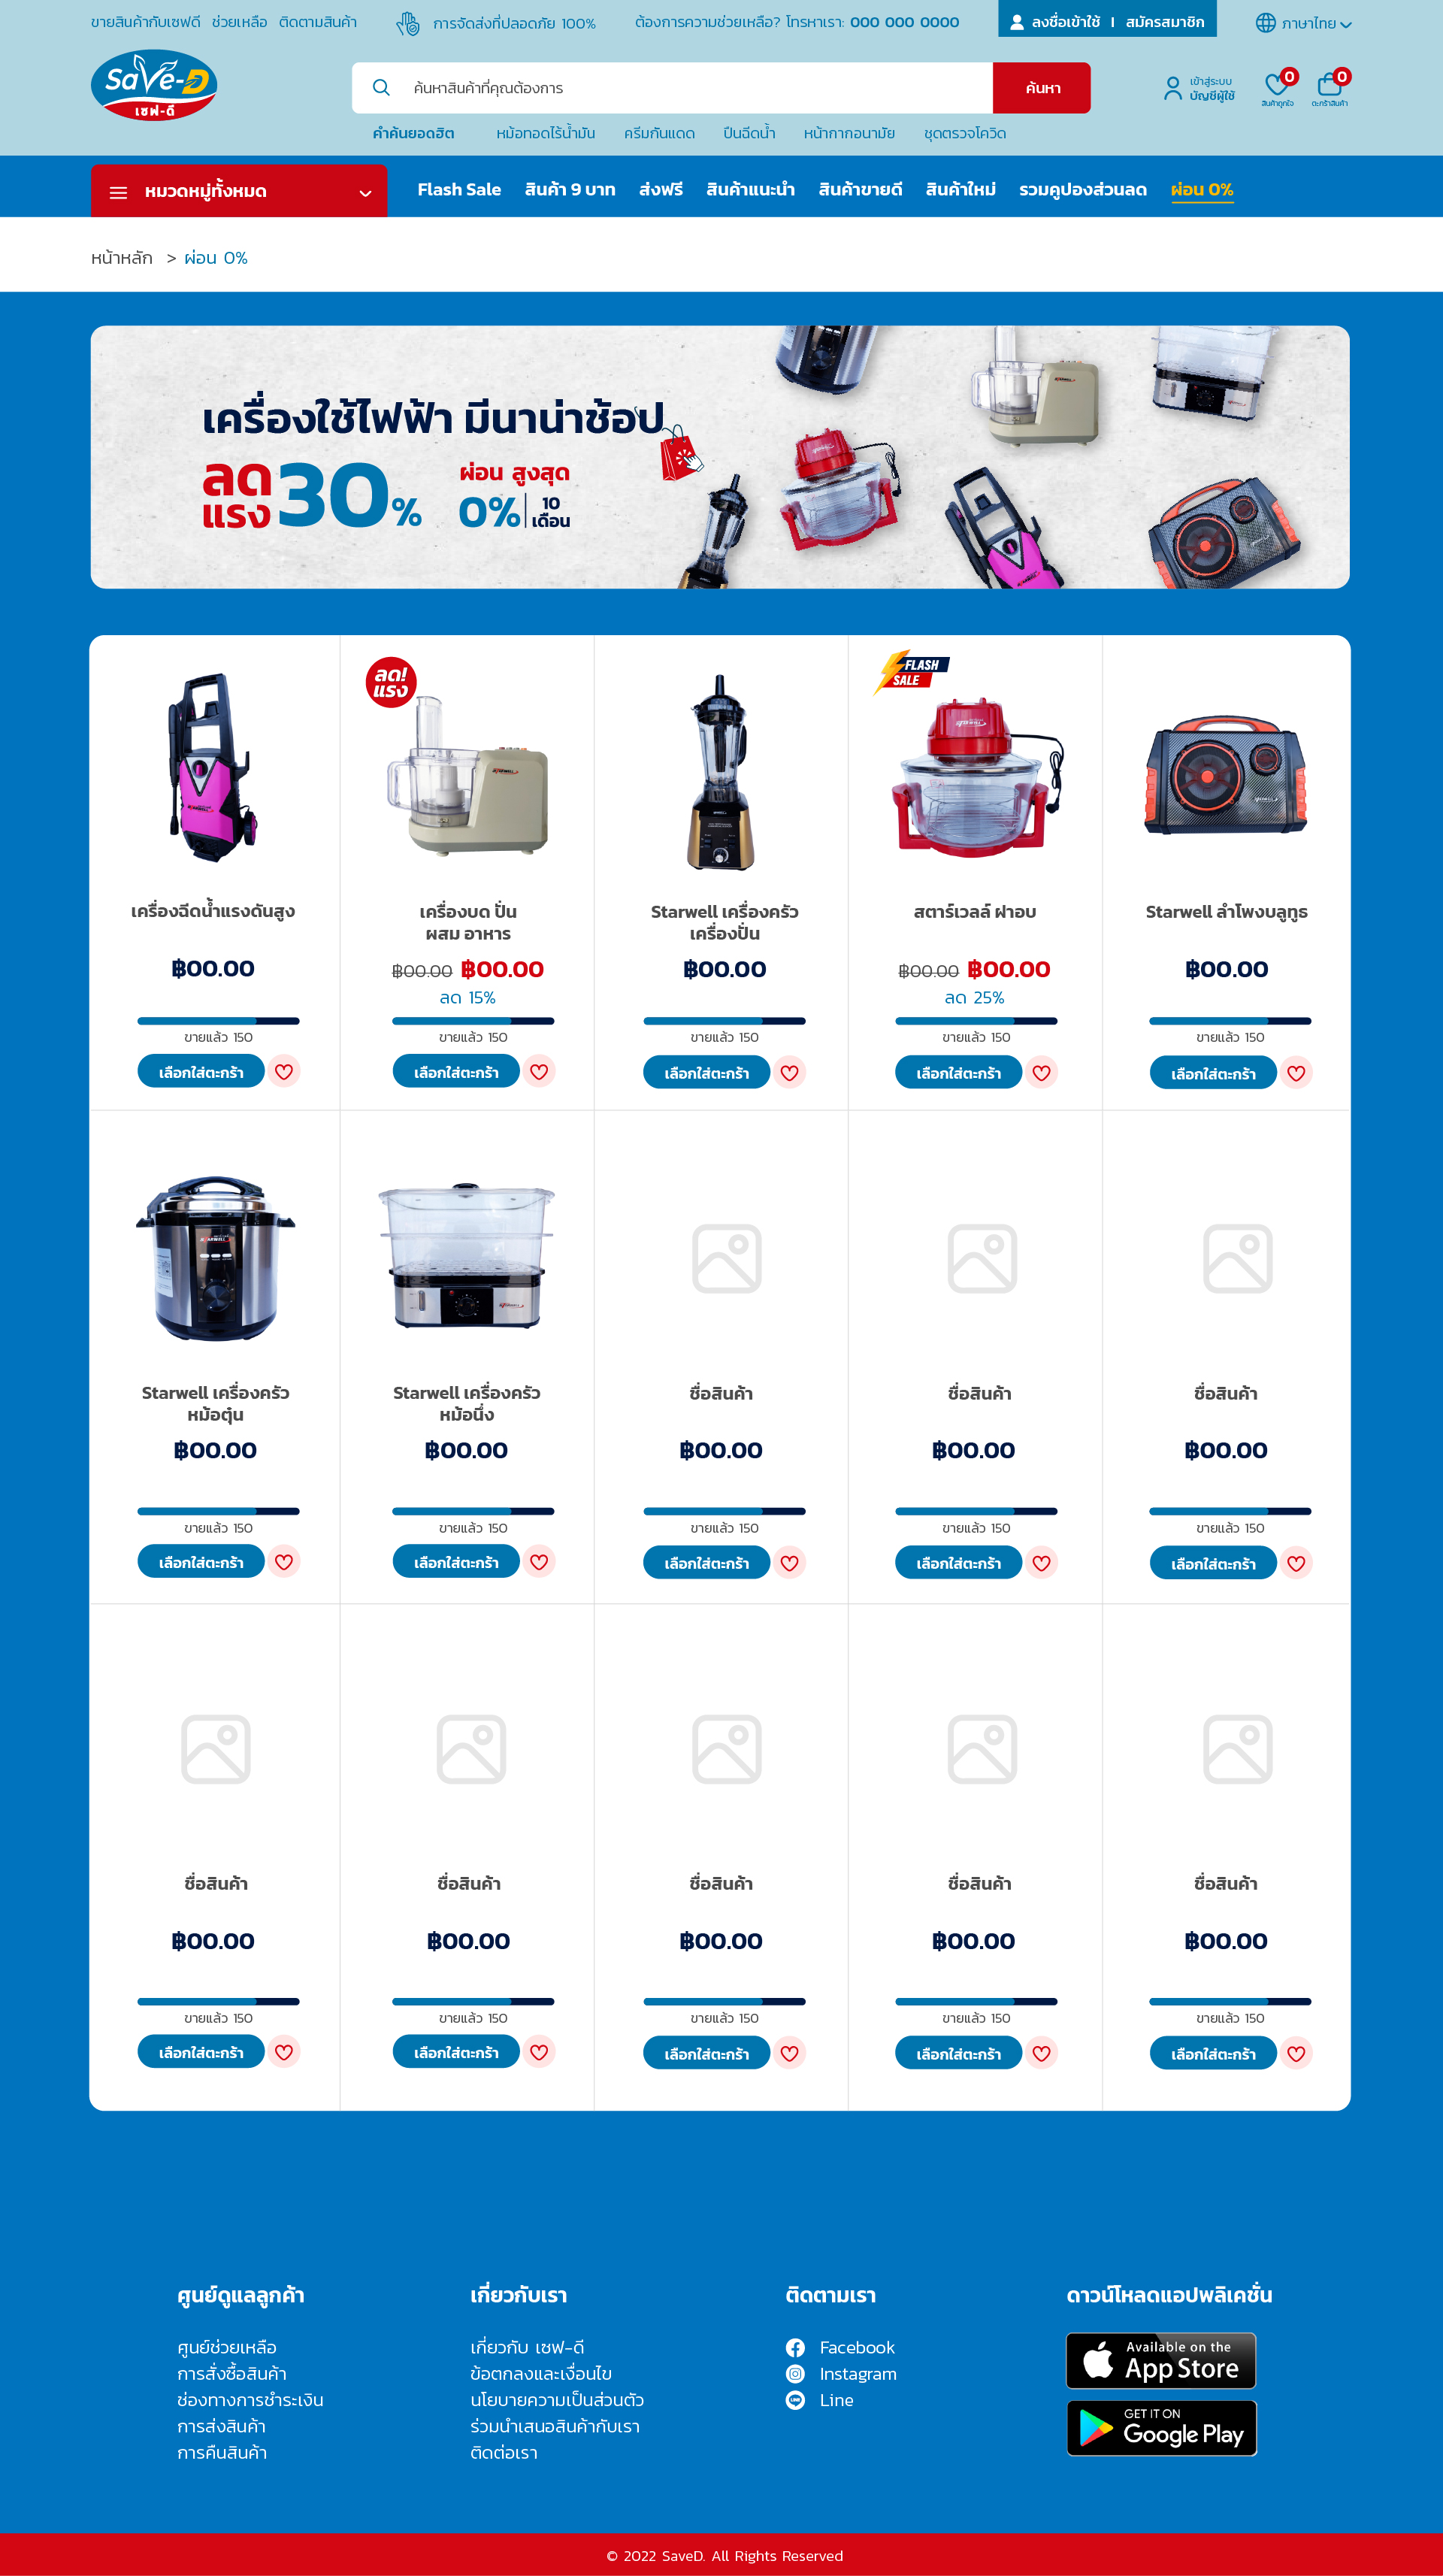 ขายสินค้ากับเซฟดี ช่วยเหลือ ติดตามสินค้า การจัดส่งที่ปลอดภัย 100% ต้องการความช่วยเหลือ? โทรหาเรา: 000 000 0000 ลงชื่อเข้าใช้ I สมัครสมาชิก ภาษาไทย
SaVe-D
เซฟ-ดี
ค้นหาสินค้าที่คุณต้องการ ค้นหา
เข้าสู่ระบบ
บัญชีผู้ใช้
0 0
สินค้าถูกใจ ตะกร้าสินค้า
คำค้นยอดฮิต หม้อทอดไร้น้ำมัน ครีมกันแดด ปืนฉีดน้ำ หน้ากากอนามัย ชุดตรวจโควิด
หมวดหมู่ทั้งหมด Flash Sale สินค้า 9 บาท ส่งฟรี สินค้าแนะนำ สินค้าขายดี สินค้าใหม่ รวมคูปองส่วนลด ผ่อน 0%
หน้าหลัก > ผ่อน 0%
เครื่องใช้ไฟฟ้า มีนาน่าช้อป
ลดแรง 30% ผ่อน สูงสุด 0% 10 เดือน
ลด! แรง
FLASH SALE
เครื่องฉีดน้ำแรงดันสูง
฿00.00
ขายแล้ว 150
เลือกใส่ตะกร้า
เครื่องบด ปั่น
ผสม อาหาร
฿00.00 ฿00.00
ลด 15%
ขายแล้ว 150
เลือกใส่ตะกร้า
Starwell เครื่องครัว
เครื่องปั่น
฿00.00
ขายแล้ว 150
เลือกใส่ตะกร้า
สตาร์เวลล์ ฝาอบ
฿00.00 ฿00.00
ลด 25%
ขายแล้ว 150
เลือกใส่ตะกร้า
Starwell ลำโพงบลูทูธ
฿00.00
ขายแล้ว 150
เลือกใส่ตะกร้า
Starwell เครื่องครัว
หม้อตุ๋น
฿00.00
ขายแล้ว 150
เลือกใส่ตะกร้า
Starwell เครื่องครัว
หม้อนึ่ง
฿00.00
ขายแล้ว 150
เลือกใส่ตะกร้า
ชื่อสินค้า
฿00.00
ขายแล้ว 150
เลือกใส่ตะกร้า
ชื่อสินค้า
฿00.00
ขายแล้ว 150
เลือกใส่ตะกร้า
ชื่อสินค้า
฿00.00
ขายแล้ว 150
เลือกใส่ตะกร้า
ชื่อสินค้า
฿00.00
ขายแล้ว 150
เลือกใส่ตะกร้า
ชื่อสินค้า
฿00.00
ขายแล้ว 150
เลือกใส่ตะกร้า
ชื่อสินค้า
฿00.00
ขายแล้ว 150
เลือกใส่ตะกร้า
ชื่อสินค้า
฿00.00
ขายแล้ว 150
เลือกใส่ตะกร้า
ชื่อสินค้า
฿00.00
ขายแล้ว 150
เลือกใส่ตะกร้า
ศูนย์ดูแลลูกค้า
ศูนย์ช่วยเหลือ
การสั่งซื้อสินค้า
ช่องทางการชำระเงิน
การส่งสินค้า
การคืนสินค้า
เกี่ยวกับเรา
เกี่ยวกับ เซฟ-ดี
ข้อตกลงและเงื่อนไข
นโยบายความเป็นส่วนตัว
ร่วมนำเสนอสินค้ากับเรา
ติดต่อเรา
ติดตามเรา
Facebook
Instagram
Line
ดาวน์โหลดแอปพลิเคชั่น
Available on the
App Store
GET IT ON
Google Play
© 2022 SaveD. All Rights Reserved